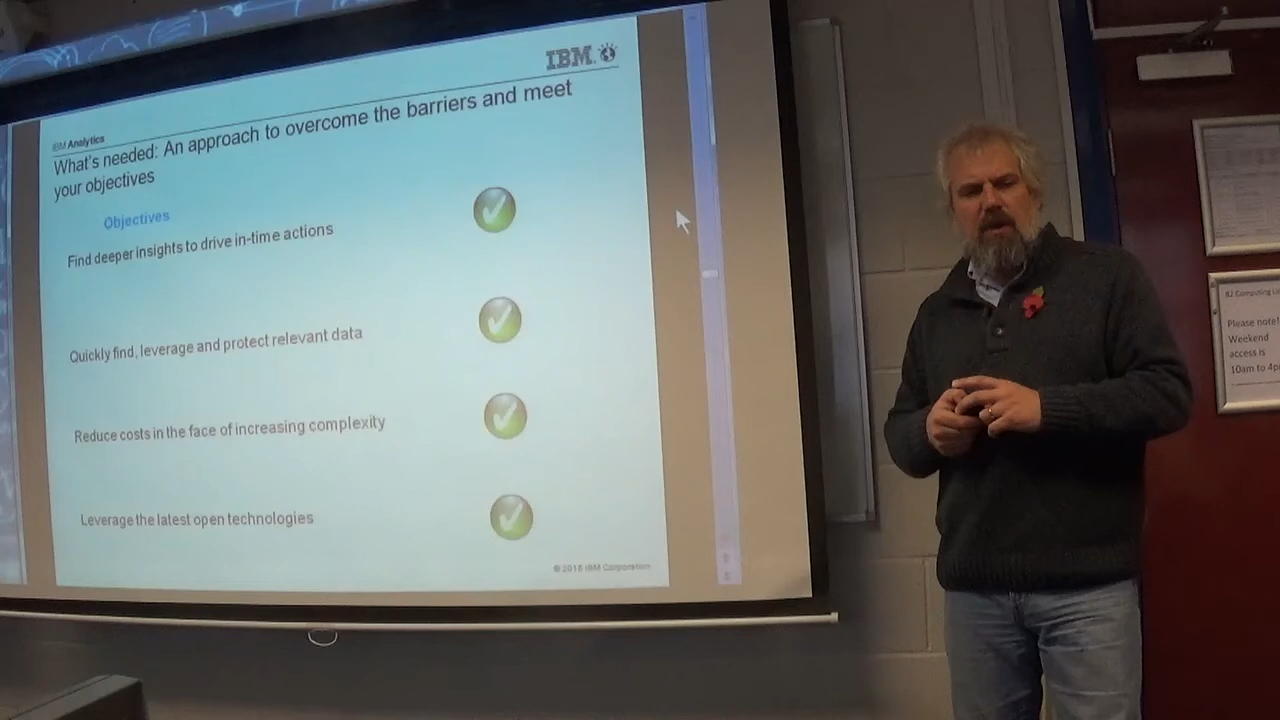 IBM
IBM Analytics
What's needed: An approach to overcome the barriers and meet
your objectives
Objectives
Find deeper insights to drive in-time actions
Quickly find, leverage and protect relevant data
Reduce costs in the face of increasing complexity
Leverage the latest open technologies
IBM Corporation
Computing
Please note!
Weekend
access is
10am to